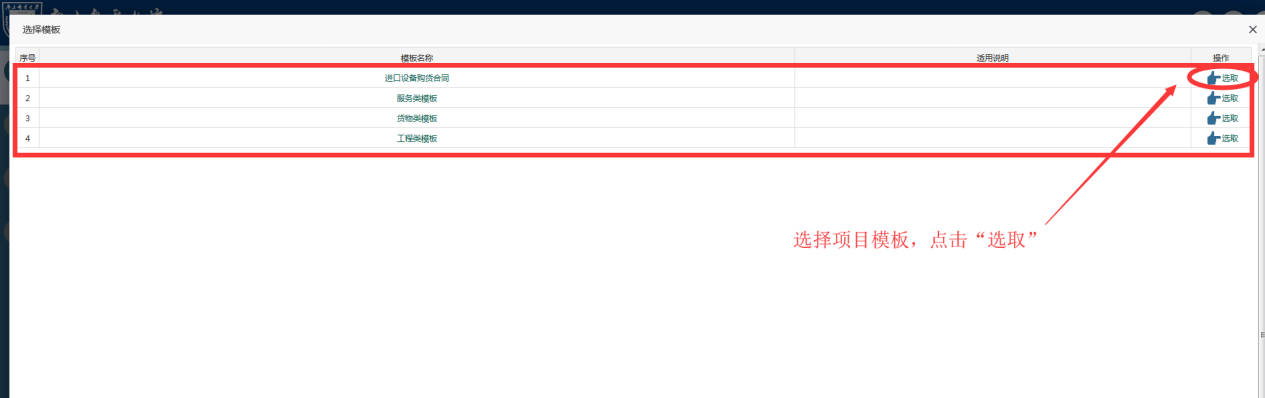 选择模板
序号 模板名称 适用说明 操作
1 进口设备购货合同 选取
2 服务类模板 选取
3 货物类模板 选取
4 工程类模板 选取
选择项目模板，点击“选取”